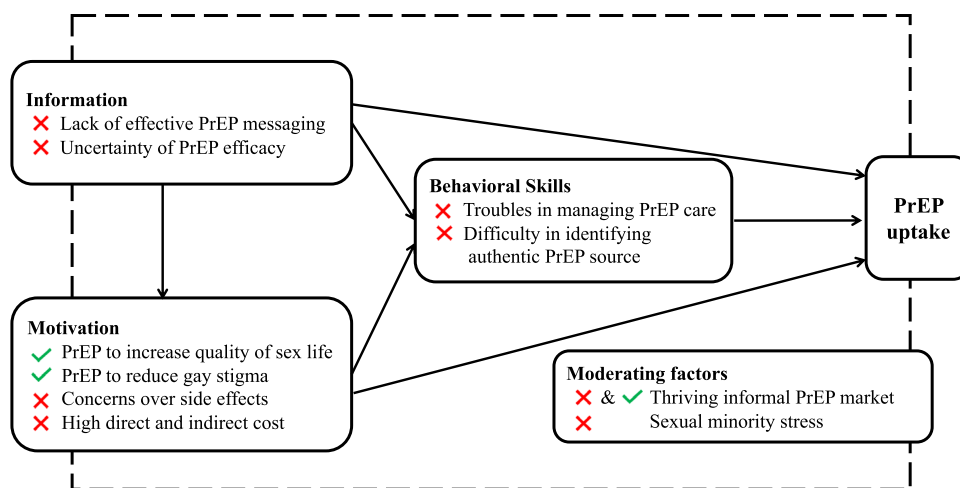 Information
Lack of effective PrEP messaging
Uncertainty of PrEP efficacy
Behavioral Skills
Troubles in managing PrEP care
Difficulty in identifying
authentic PrEP source
PrEP
uptake
Motivation
PrEP to increase quality of sex life
PrEP to reduce gay stigma
Concerns over side effects
High direct and indirect cost
Moderating factors
& Thriving informal PrEP market
Sexual minority stress